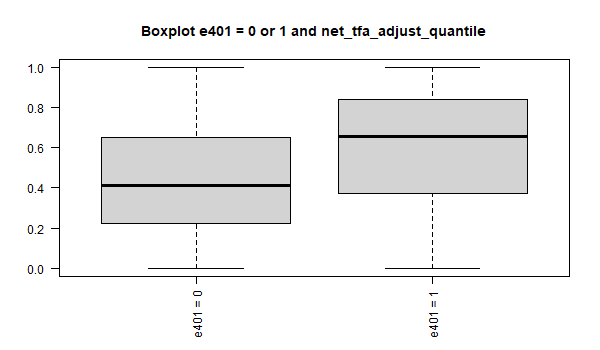 Boxplot e401 = 0 or 1 and net_tfa_adjust_quantile
1.0
0.8
0.6
0.4
0.2
0.0
e401 = 0
e401 = 1